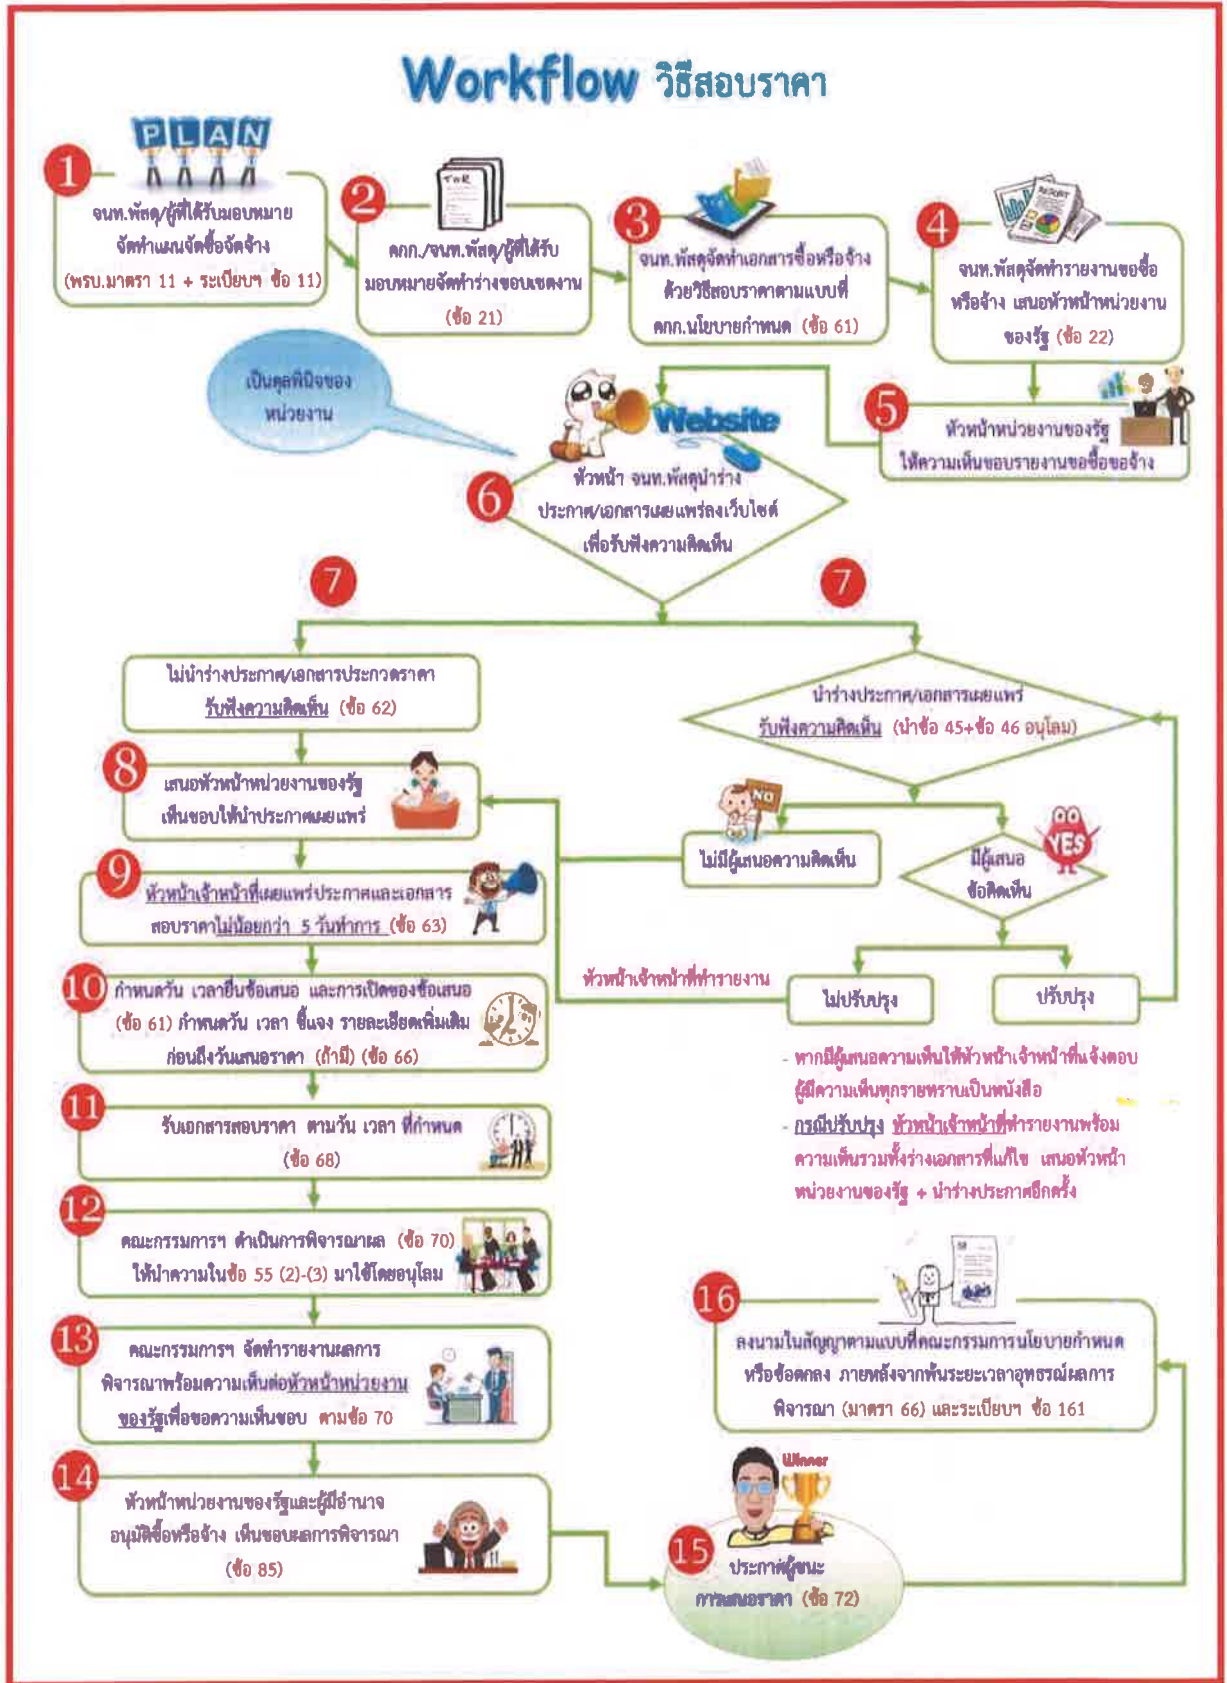 Workflow วิธีสอบราคา
PLAN
1
จนท.พัสดุ/ผู้ที่ได้รับมอบหมาย
จัดทำแผนจัดซื้อจัดจ้าง
(พรบ.มาตรา 11 + ระเบียบฯ ข้อ 11)
2
TOR
คกก./จนท.พัสดุ/ผู้ที่ได้รับ
มอบหมายจัดทำร่างขอบเขตงาน
(ข้อ 21)
3
จนท.พัสดุจัดทำเอกสารซื้อหรือจ้าง
ด้วยวิธีสอบราคาตามแบบที่
คกก.นโยบายกำหนด (ข้อ 61)
4
REPORT
จนท.พัสดุจัดทำรายงานขอซื้อ
หรือจ้าง เสนอหัวหน้าหน่วยงาน
ของรัฐ (ข้อ 22)
5
หัวหน้าหน่วยงานของรัฐ
ให้ความเห็นชอบรายงานขอซื้อขอจ้าง
เป็นดุลพินิจของ
หน่วยงาน
Website
6
หัวหน้า จนท.พัสดุนำร่าง
ประกาศ/เอกสารเผยแพร่ลงเว็บไซต์
เพื่อรับฟังความคิดเห็น
7
7
ไม่นำร่างประกาศ/เอกสารประกวดราคา
รับฟังความคิดเห็น (ข้อ 62)
นำร่างประกาศ/เอกสารเผยแพร่
รับฟังความคิดเห็น (นำข้อ 45+ข้อ 46 อนุโลม)
8
เสนอหัวหน้าหน่วยงานของรัฐ
เห็นชอบให้นำประกาศเผยแพร่
NO
ไม่มีผู้เสนอความคิดเห็น
YES
มีผู้เสนอ
ข้อคิดเห็น
9
หัวหน้าเจ้าหน้าที่เผยแพร่ประกาศและเอกสาร
สอบราคาไม่น้อยกว่า 5 วันทำการ (ข้อ 63)
หัวหน้าเจ้าหน้าที่ทำรายงาน
ไม่ปรับปรุง
ปรับปรุง
10
กำหนดวัน เวลายื่นข้อเสนอ และการเปิดซองข้อเสนอ
(ข้อ 61) กำหนดวัน เวลา ชี้แจง รายละเอียดเพิ่มเติม
ก่อนถึงวันเสนอราคา (ถ้ามี) (ข้อ 66)
- หากมีผู้เสนอความเห็นให้หัวหน้าเจ้าหน้าที่แจ้งตอบ
ผู้มีความเห็นทุกรายทราบเป็นหนังสือ
- กรณีปรับปรุง หัวหน้าเจ้าหน้าที่ทำรายงานพร้อม
ความเห็นรวมทั้งร่างเอกสารที่แก้ไข เสนอหัวหน้า
หน่วยงานของรัฐ + นำร่างประกาศอีกครั้ง
11
รับเอกสารสอบราคา ตามวัน เวลา ที่กำหนด
(ข้อ 68)
12
คณะกรรมการฯ ดำเนินการพิจารณาผล (ข้อ 70)
ให้นำความในข้อ 55 (2)-(3) มาใช้โดยอนุโลม
13
คณะกรรมการฯ จัดทำรายงานผลการ
พิจารณาพร้อมความเห็นต่อหัวหน้าหน่วยงาน
ของรัฐเพื่อขอความเห็นชอบ ตามข้อ 70
14
หัวหน้าหน่วยงานของรัฐและผู้มีอำนาจ
อนุมัติซื้อหรือจ้าง เห็นชอบผลการพิจารณา
(ข้อ 85)
Winner
15
ประกาศผู้ชนะ
การเสนอราคา (ข้อ 72)
16
ลงนามในสัญญาตามแบบที่คณะกรรมการนโยบายกำหนด
หรือข้อตกลง ภายหลังจากพ้นระยะเวลาอุทธรณ์ผลการ
พิจารณา (มาตรา 66) และระเบียบฯ ข้อ 161